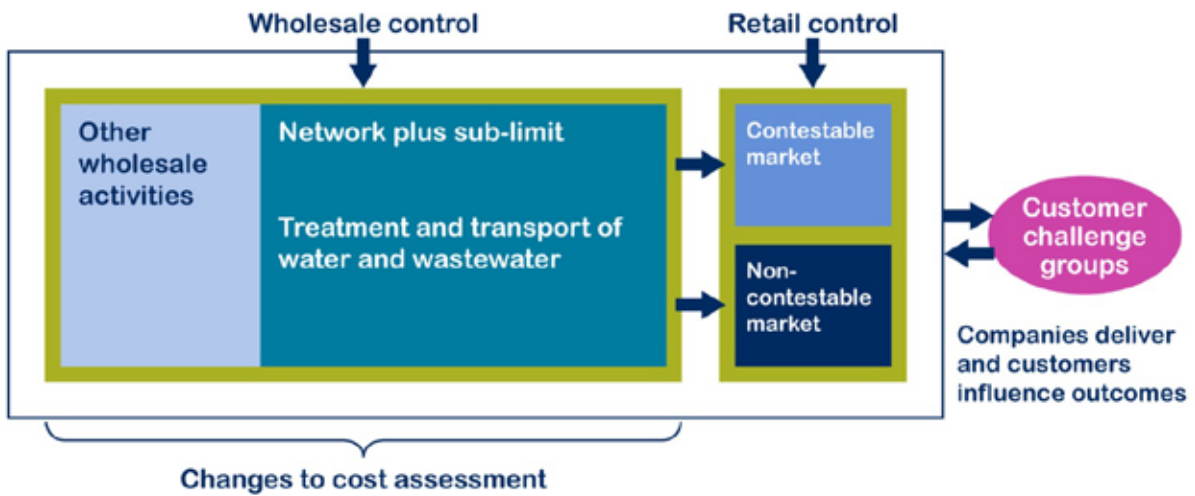 Wholesale control
Retail control
Other
wholesale
activities
Network plus sub-limit
Treatment and transport of
water and wastewater
Contestable
market
Non-
contestable
market
Customer
challenge
groups
Companies deliver
and customers
influence outcomes
Changes to cost assessment